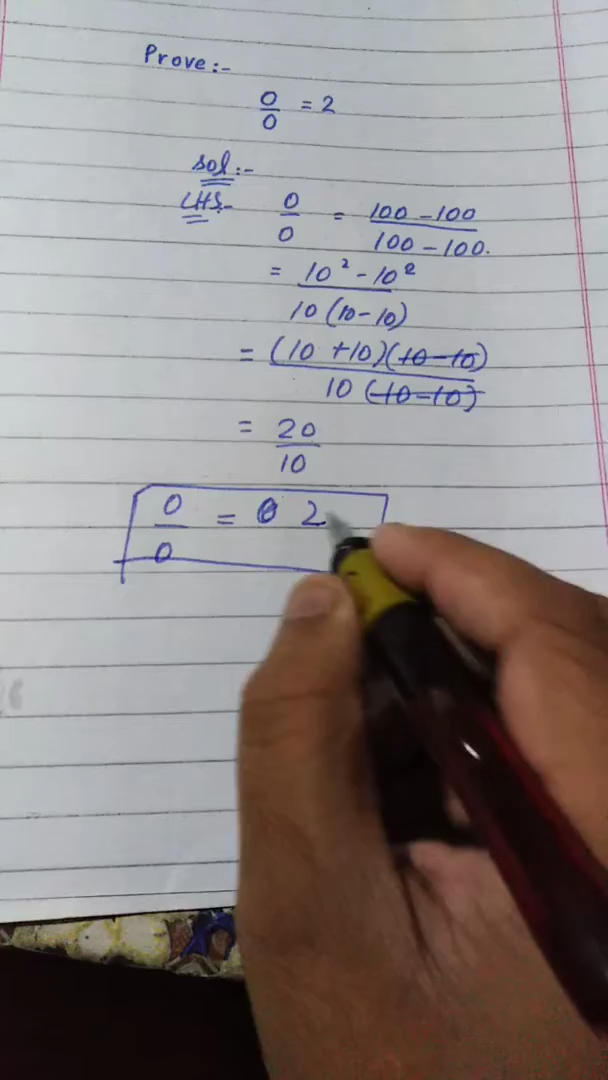 Prove:-
0/0 = 2
Sol:-
LHS:- 0/0 = 100 - 100 / 100 - 100.
= 10² - 10² / 10 (10 - 10)
= (10 + 10)(10 - 10) / 10 (10 - 10)
= 20/10
0/0 = 2